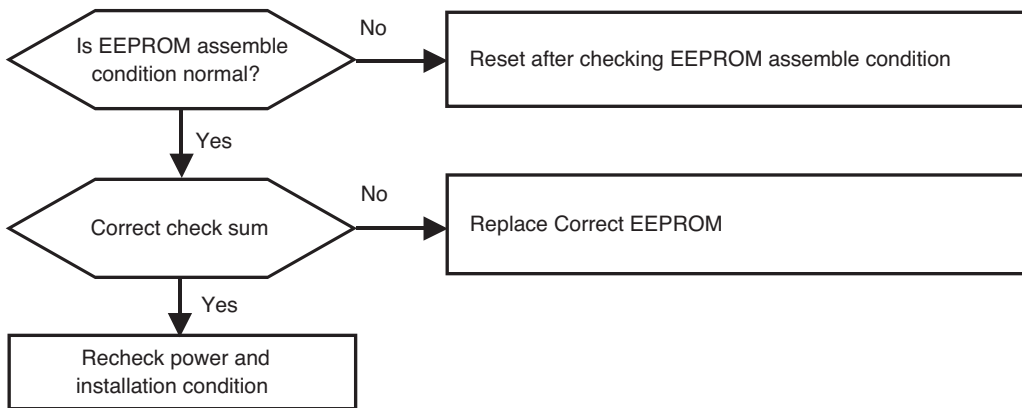 Is EEPROM assemble
condition normal?
No
Reset after checking EEPROM assemble condition
Yes
Correct check sum
No
Replace Correct EEPROM
Yes
Recheck power and
installation condition